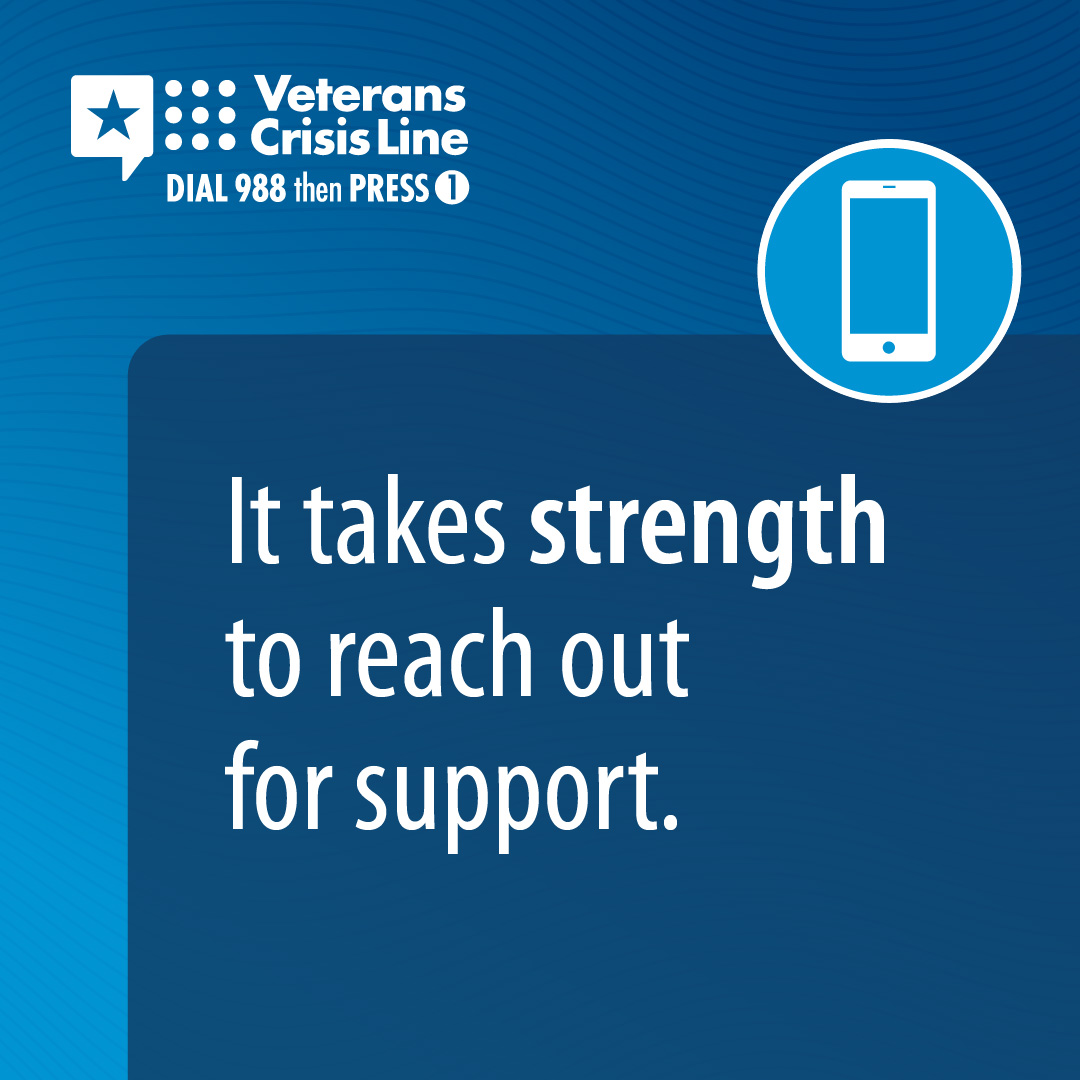 Veterans
Crisis Line
DIAL 988 then PRESS 1
It takes strength
to reach out
for support.